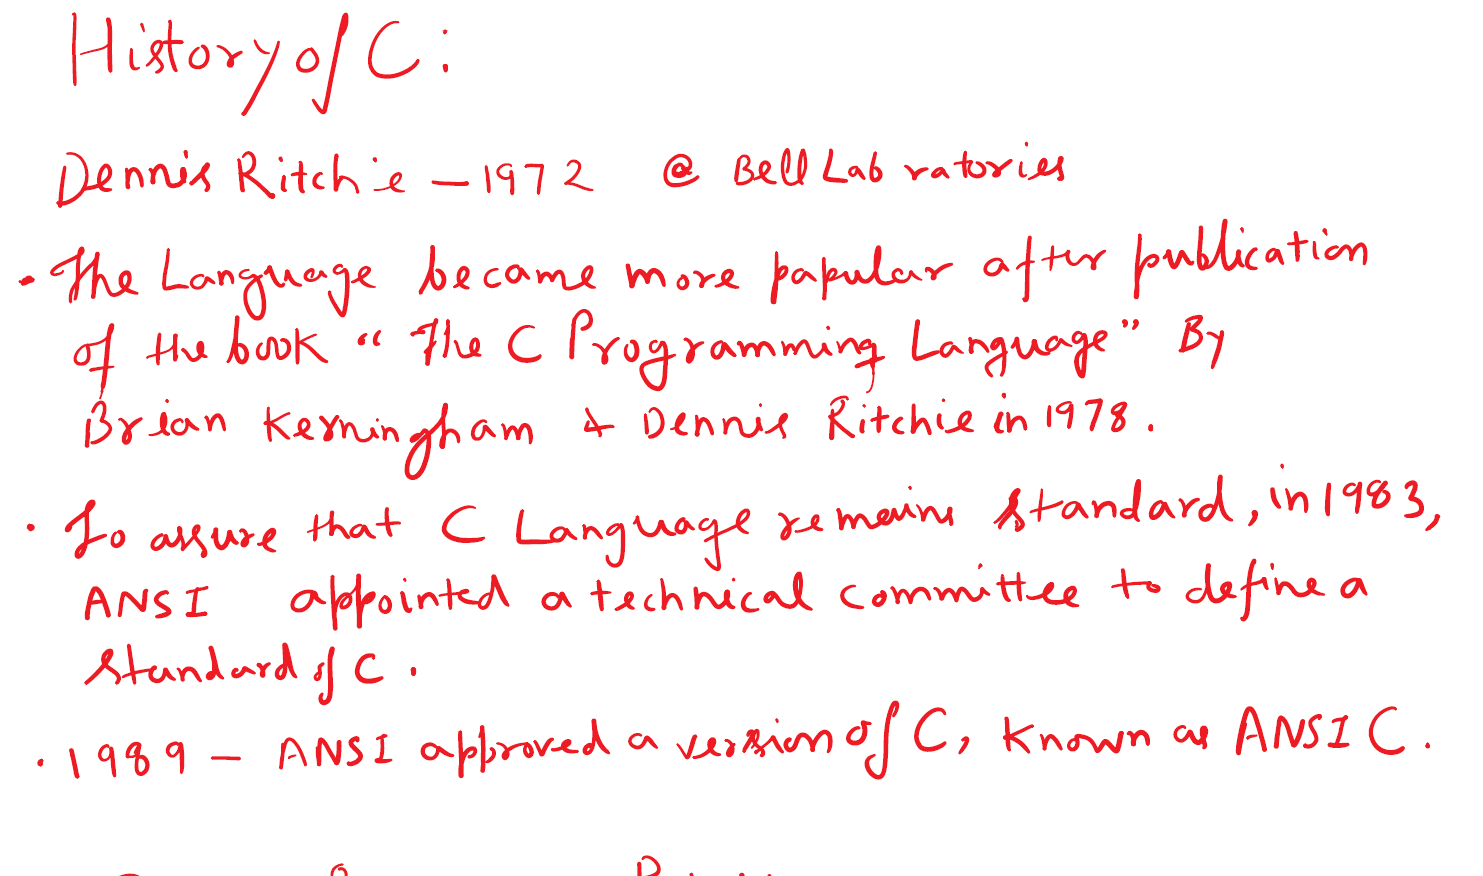 History of C:
Dennis Ritchie - 1972 @ Bell Lab ratories
• The Language became more papular after publication
of the book "The C Programming Language" By
Brian Kerningham & Dennis Ritchie in 1978.
• To assure that C Language remains standard, in 1983,
ANSI appointed a technical committee to define a
standard of C.
• 1989 - ANSI approved a version of C, known as ANSI C.